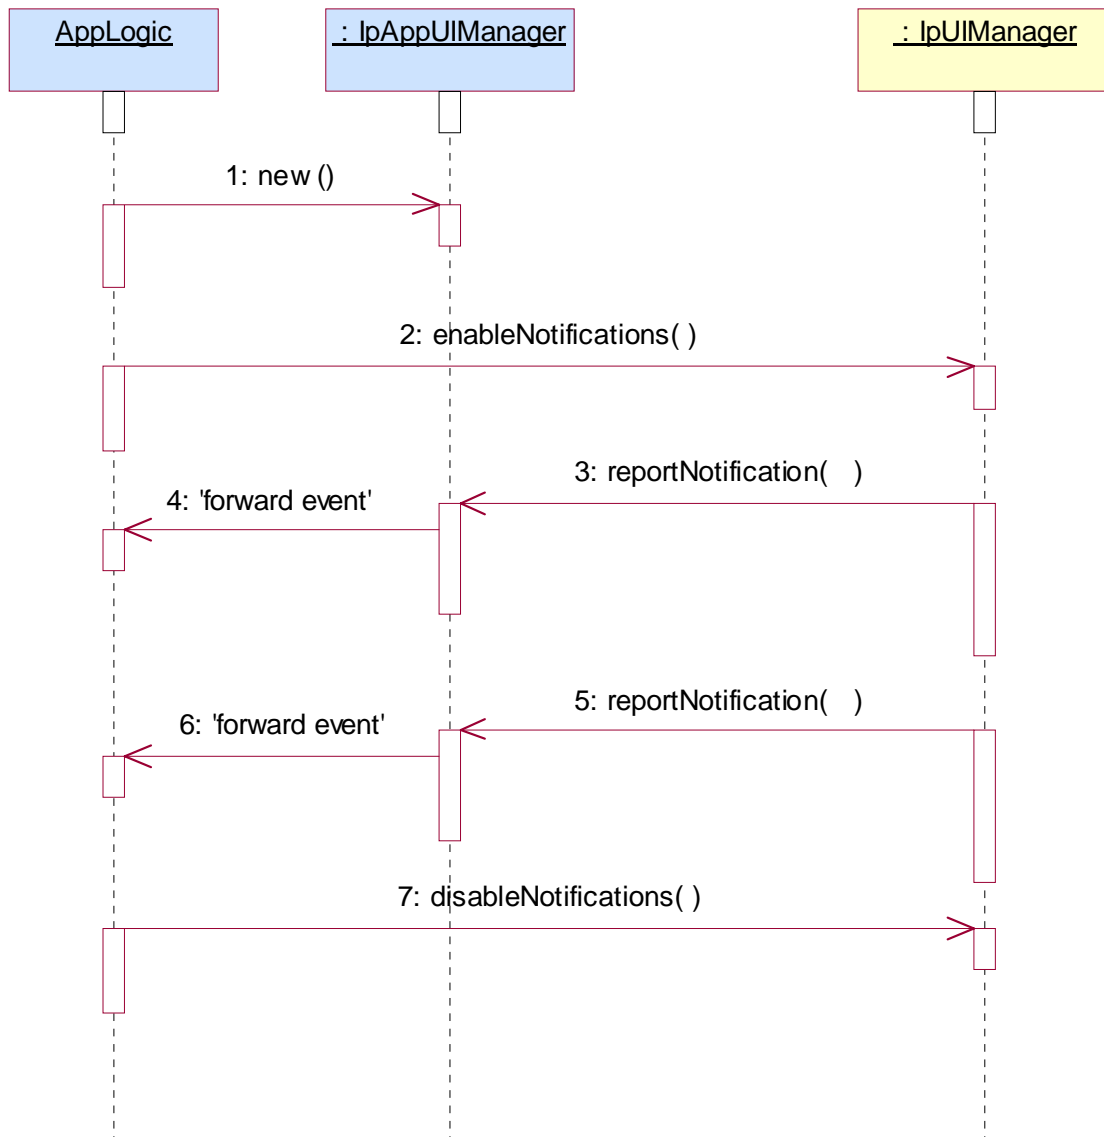 AppLogic
: IpAppUIManager
: IpUIManager
1: new ()
2: enableNotifications( )
3: reportNotification(   )
4: 'forward event'
5: reportNotification(   )
6: 'forward event'
7: disableNotifications( )